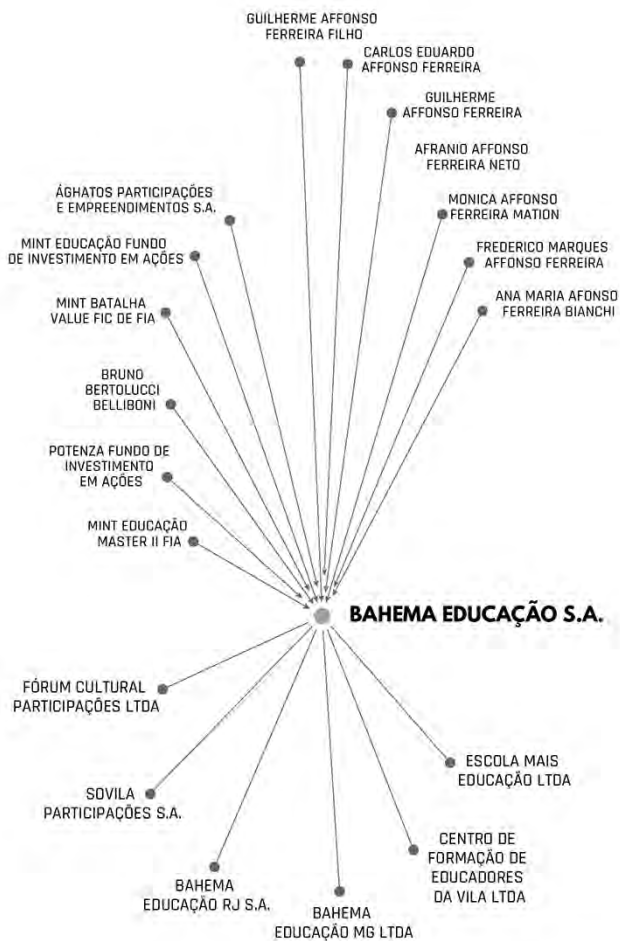 GUILHERME AFFONSO
FERREIRA FILHO
CARLOS EDUARDO
AFFONSO FERREIRA
GUILHERME
AFFONSO FERREIRA
AFRANIO AFFONSO
FERREIRA NETO
MONICA AFFONSO
FERREIRA MATION
FREDERICO MARQUES
AFFONSO FERREIRA
ANA MARIA AFONSO
FERREIRA BIANCHI
ÁGHATOS PARTICIPAÇÕES
E EMPREENDIMENTOS S.A.
MINT EDUCAÇÃO FUNDO
DE INVESTIMENTO EM AÇÕES
MINT BATALHA
VALUE FIC DE FIA
BRUNO
BERTOLUCCI
BELLIBONI
POTENZA FUNDO DE
INVESTIMENTO
EM AÇÕES
MINT EDUCAÇÃO
MASTER II FIA
BAHEMA EDUCAÇÃO S.A.
FÓRUM CULTURAL
PARTICIPAÇÕES LTDA
SOVILA
PARTICIPAÇÕES S.A.
BAHEMA
EDUCAÇÃO RJ S.A.
BAHEMA
EDUCAÇÃO MG LTDA
CENTRO DE
FORMAÇÃO DE
EDUCADORES
DA VILA LTDA
ESCOLA MAIS
EDUCAÇÃO LTDA